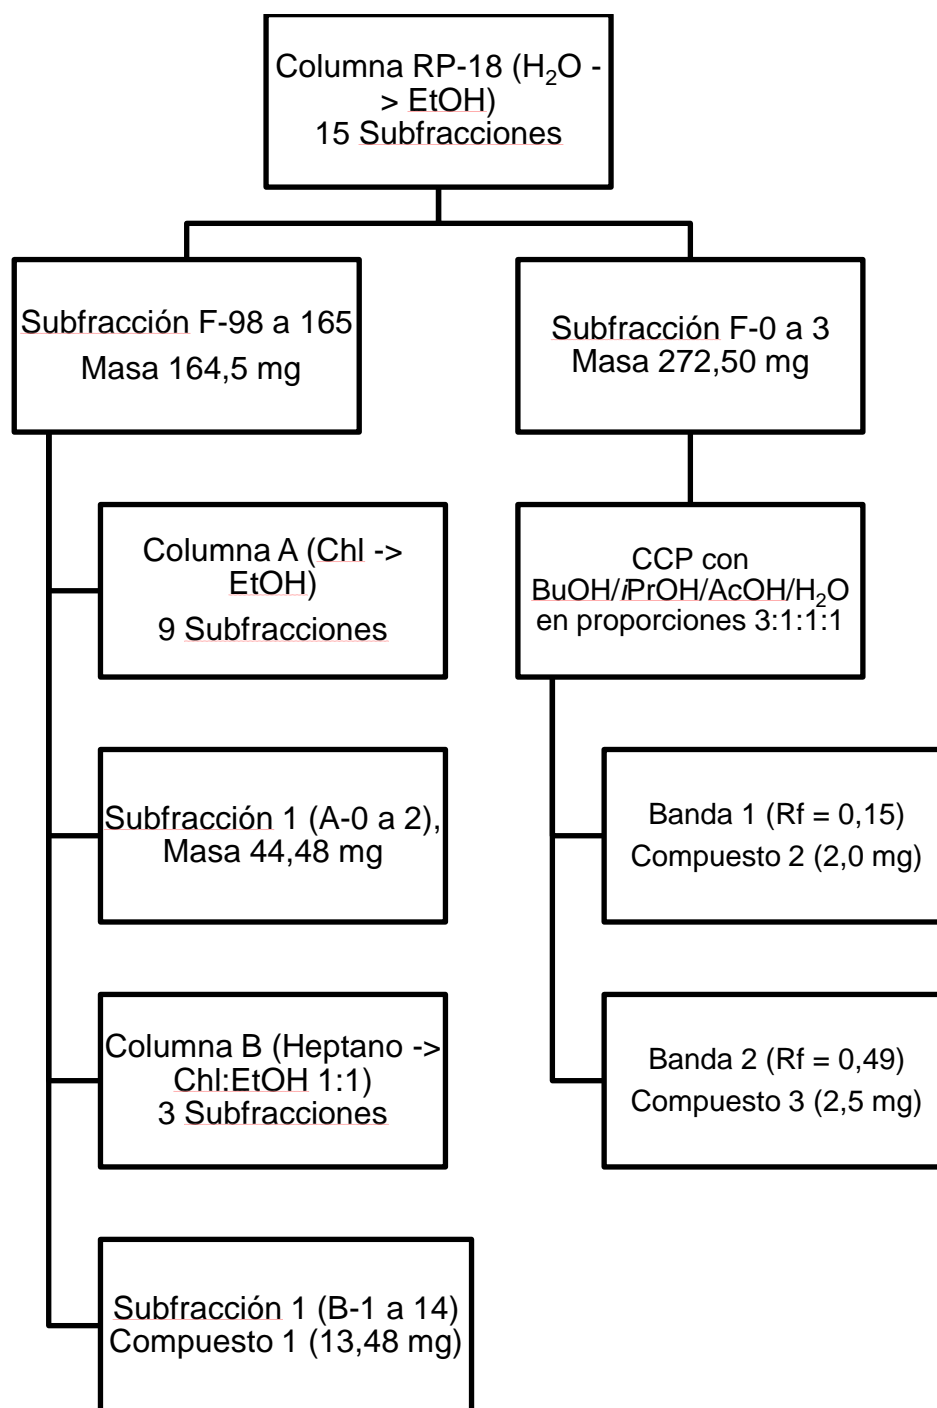 Columna RP-18 (H₂O -
> EtOH)
15 Subfracciones
Subfracción F-98 a 165
Masa 164,5 mg
Subfracción F-0 a 3
Masa 272,50 mg
Columna A (Chl ->
EtOH)
9 Subfracciones
CCP con
BuOH/iPrOH/AcOH/H₂O
en proporciones 3:1:1:1
Subfracción 1 (A-0 a 2),
Masa 44,48 mg
Banda 1 (Rf = 0,15)
Compuesto 2 (2,0 mg)
Columna B (Heptano ->
Chl:EtOH 1:1)
3 Subfracciones
Banda 2 (Rf = 0,49)
Compuesto 3 (2,5 mg)
Subfracción 1 (B-1 a 14)
Compuesto 1 (13,48 mg)